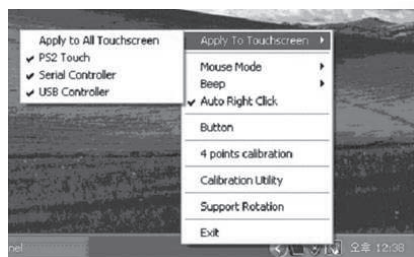 Apply to All Touchscreen
PS2 Touch
Serial Controller
USB Controller
Apply To Touchscreen
Mouse Mode
Beep
Auto Right Click
Button
4 points calibration
Calibration Utility
Support Rotation
Exit
nel
오후 12:38